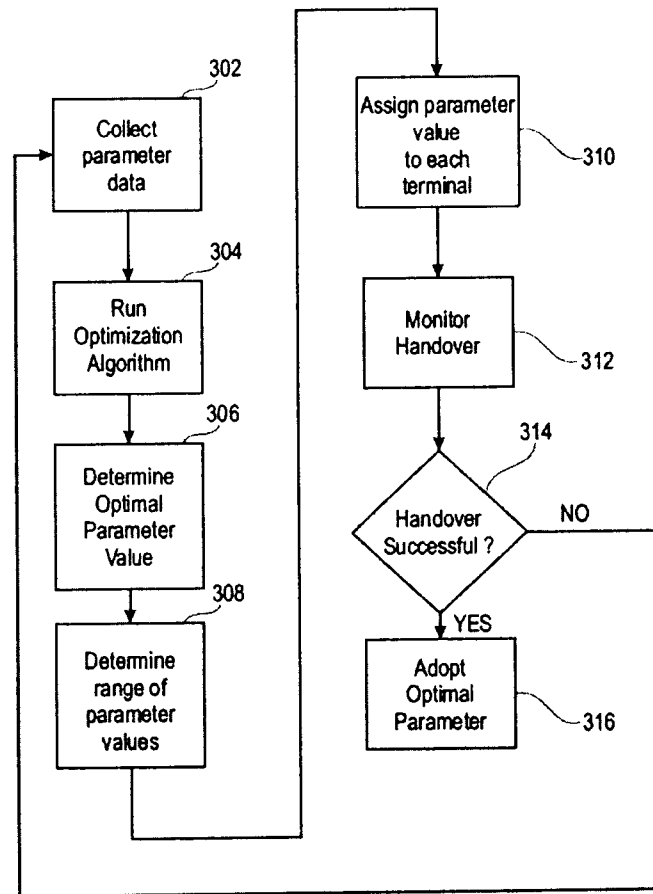 302
Collect
parameter
data
304
Run
Optimization
Algorithm
306
Determine
Optimal
Parameter
Value
308
Determine
range of
parameter
values
Assign parameter
value
to each
terminal
310
Monitor
Handover
312
314
Handover
Successful ?
NO
YES
Adopt
Optimal
Parameter
316